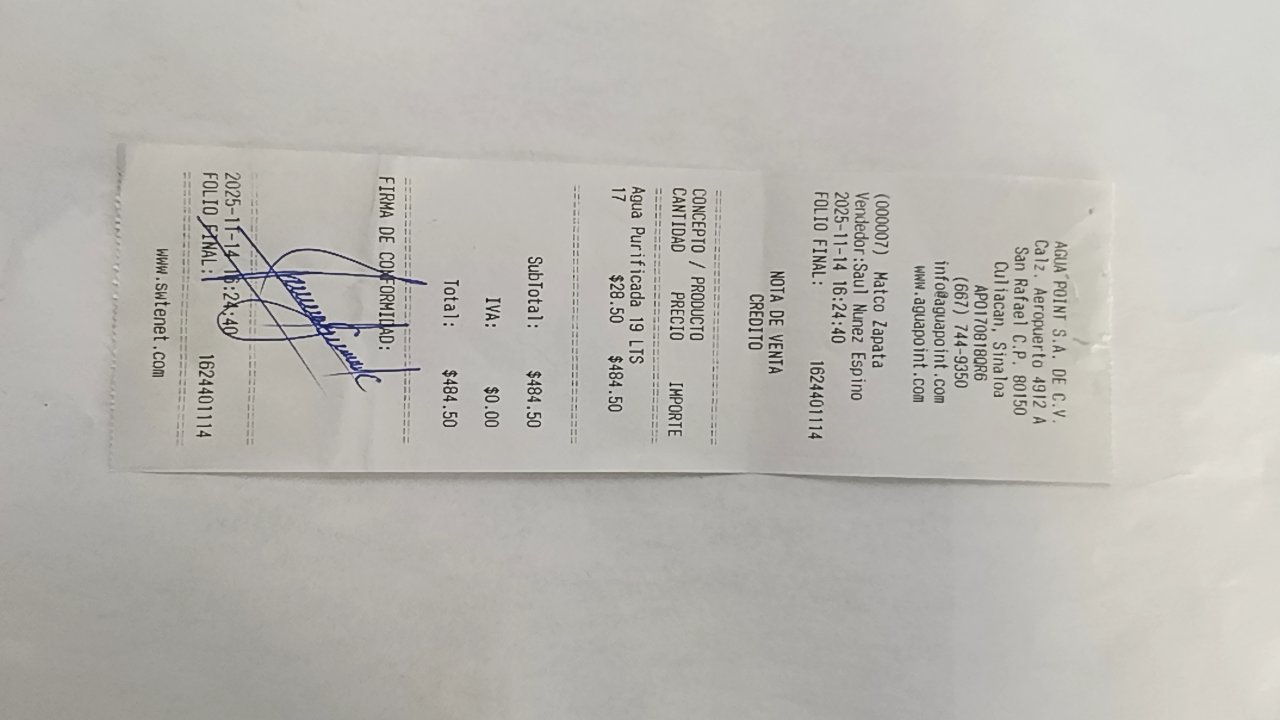 AGUA POINT S.A. DE C.V.
Calz. Aeropuerto 4912 A
San Rafael C.P. 80150
Culiacan, Sinaloa
APO170818QR6
(667) 744-9350
info@aguapoint.com
www.aguapoint.com
(000007) Matco Zapata
Vendedor:Saul Nunez Espino
2025-11-14 16:24:40
FOLIO FINAL: 1624401114
NOTA DE VENTA
CREDITO
CONCEPTO / PRODUCTO
CANTIDAD PRECIO IMPORTE
Agua Purificada 19 LTS
17 $28.50 $484.50
SubTotal: $484.50
IVA: $0.00
Total: $484.50
FIRMA DE CONFORMIDAD:
2025-11-14 16:24:40
FOLIO FINAL: 1624401114
www.swtenet.com